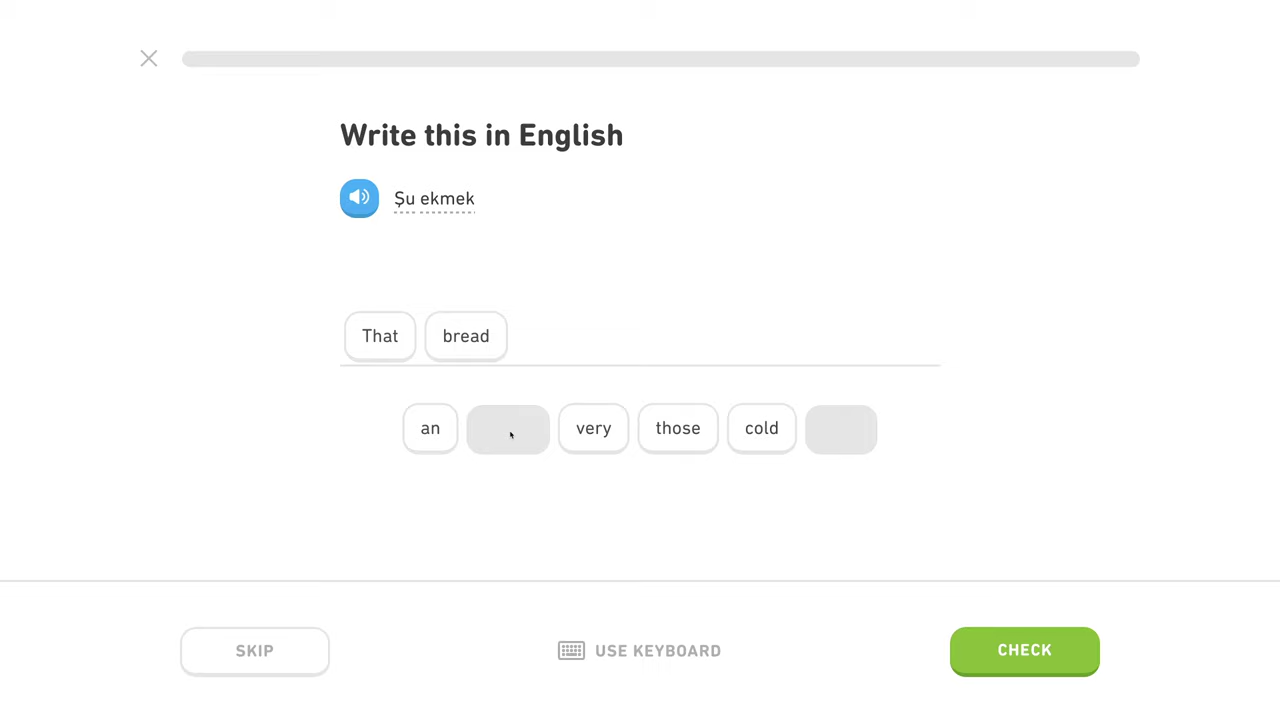 Write this in English
Şu ekmek
That bread
an very those cold
SKIP USE KEYBOARD CHECK